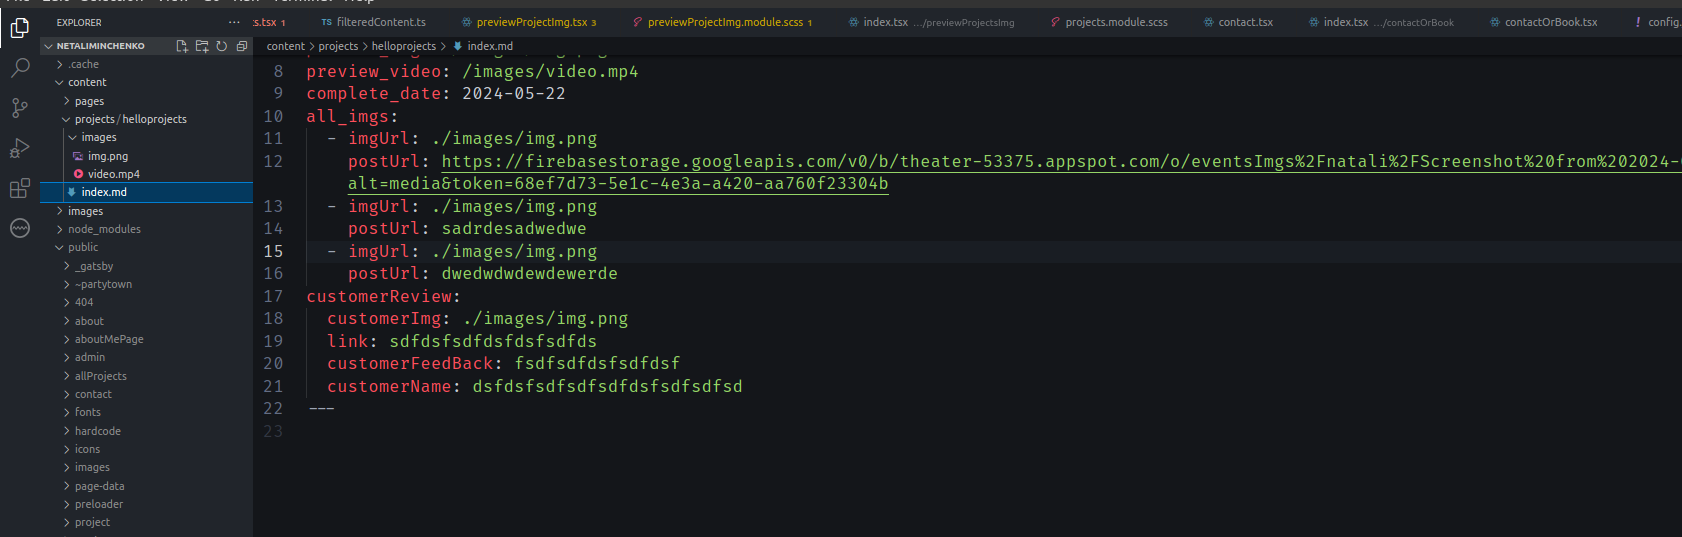 EXPLORER
s.tsx 1
TS filteredContent.ts
previewProjectImg.tsx 3
previewProjectImg.module.scss 1
index.tsx .../previewProjectsImg
projects.module.scss
contact.tsx
index.tsx .../contactOrBook
contactOrBook.tsx
! config.
NETALIMINCHENKO
content > projects > helloprojects > index.md
.cache
content
pages
projects/helloprojects
images
img.png
video.mp4
index.md
images
node_modules
public
_gatsby
~partytown
404
about
aboutMePage
admin
allProjects
contact
fonts
hardcode
icons
images
page-data
preloader
project
8 preview_video: /images/video.mp4
9 complete_date: 2024-05-22
10 all_imgs:
11 - imgUrl: ./images/img.png
12 postUrl: https://firebasestorage.googleapis.com/v0/b/theater-53375.appspot.com/o/eventsImgs%2Fnatali%2FScreenshot%20from%202024-
alt=media&token=68ef7d73-5e1c-4e3a-a420-aa760f23304b
13 - imgUrl: ./images/img.png
14 postUrl: sadrdesadwedwe
15 - imgUrl: ./images/img.png
16 postUrl: dwedwdwdewdewerde
17 customerReview:
18 customerImg: ./images/img.png
19 link: sdfdsfsdfdsfdsfsdfds
20 customerFeedBack: fsdfsdfdsfsdfdsf
21 customerName: dsfdsfsdfsdfsdfdsfsdfsdfsd
22 ---
23